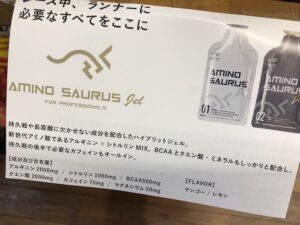 レース中、ランナーに
必要なすべてをここに
AMINO SAURUS Jel
FOR PROFESSIONALS
持久戦や長距離に欠かせない成分を配合したハイブリットジェル。
新世代アミノ酸であるアルギニン × シトルリン MIX。BCAAとクエン酸・ミネラルもしっかりと配合し、
持久戦の後半で必要なカフェインもオールイン。
【成分及び含有量】
アルギニン 2000mg / シトルリン 1000mg / BCAA500mg
クエン酸 2000mg / カフェイン 75mg / マグネシウム 50mg
【FLAVOR】
マンゴー / レモン
AMINO
SAURUS
01
AMINO
SAURUS
02